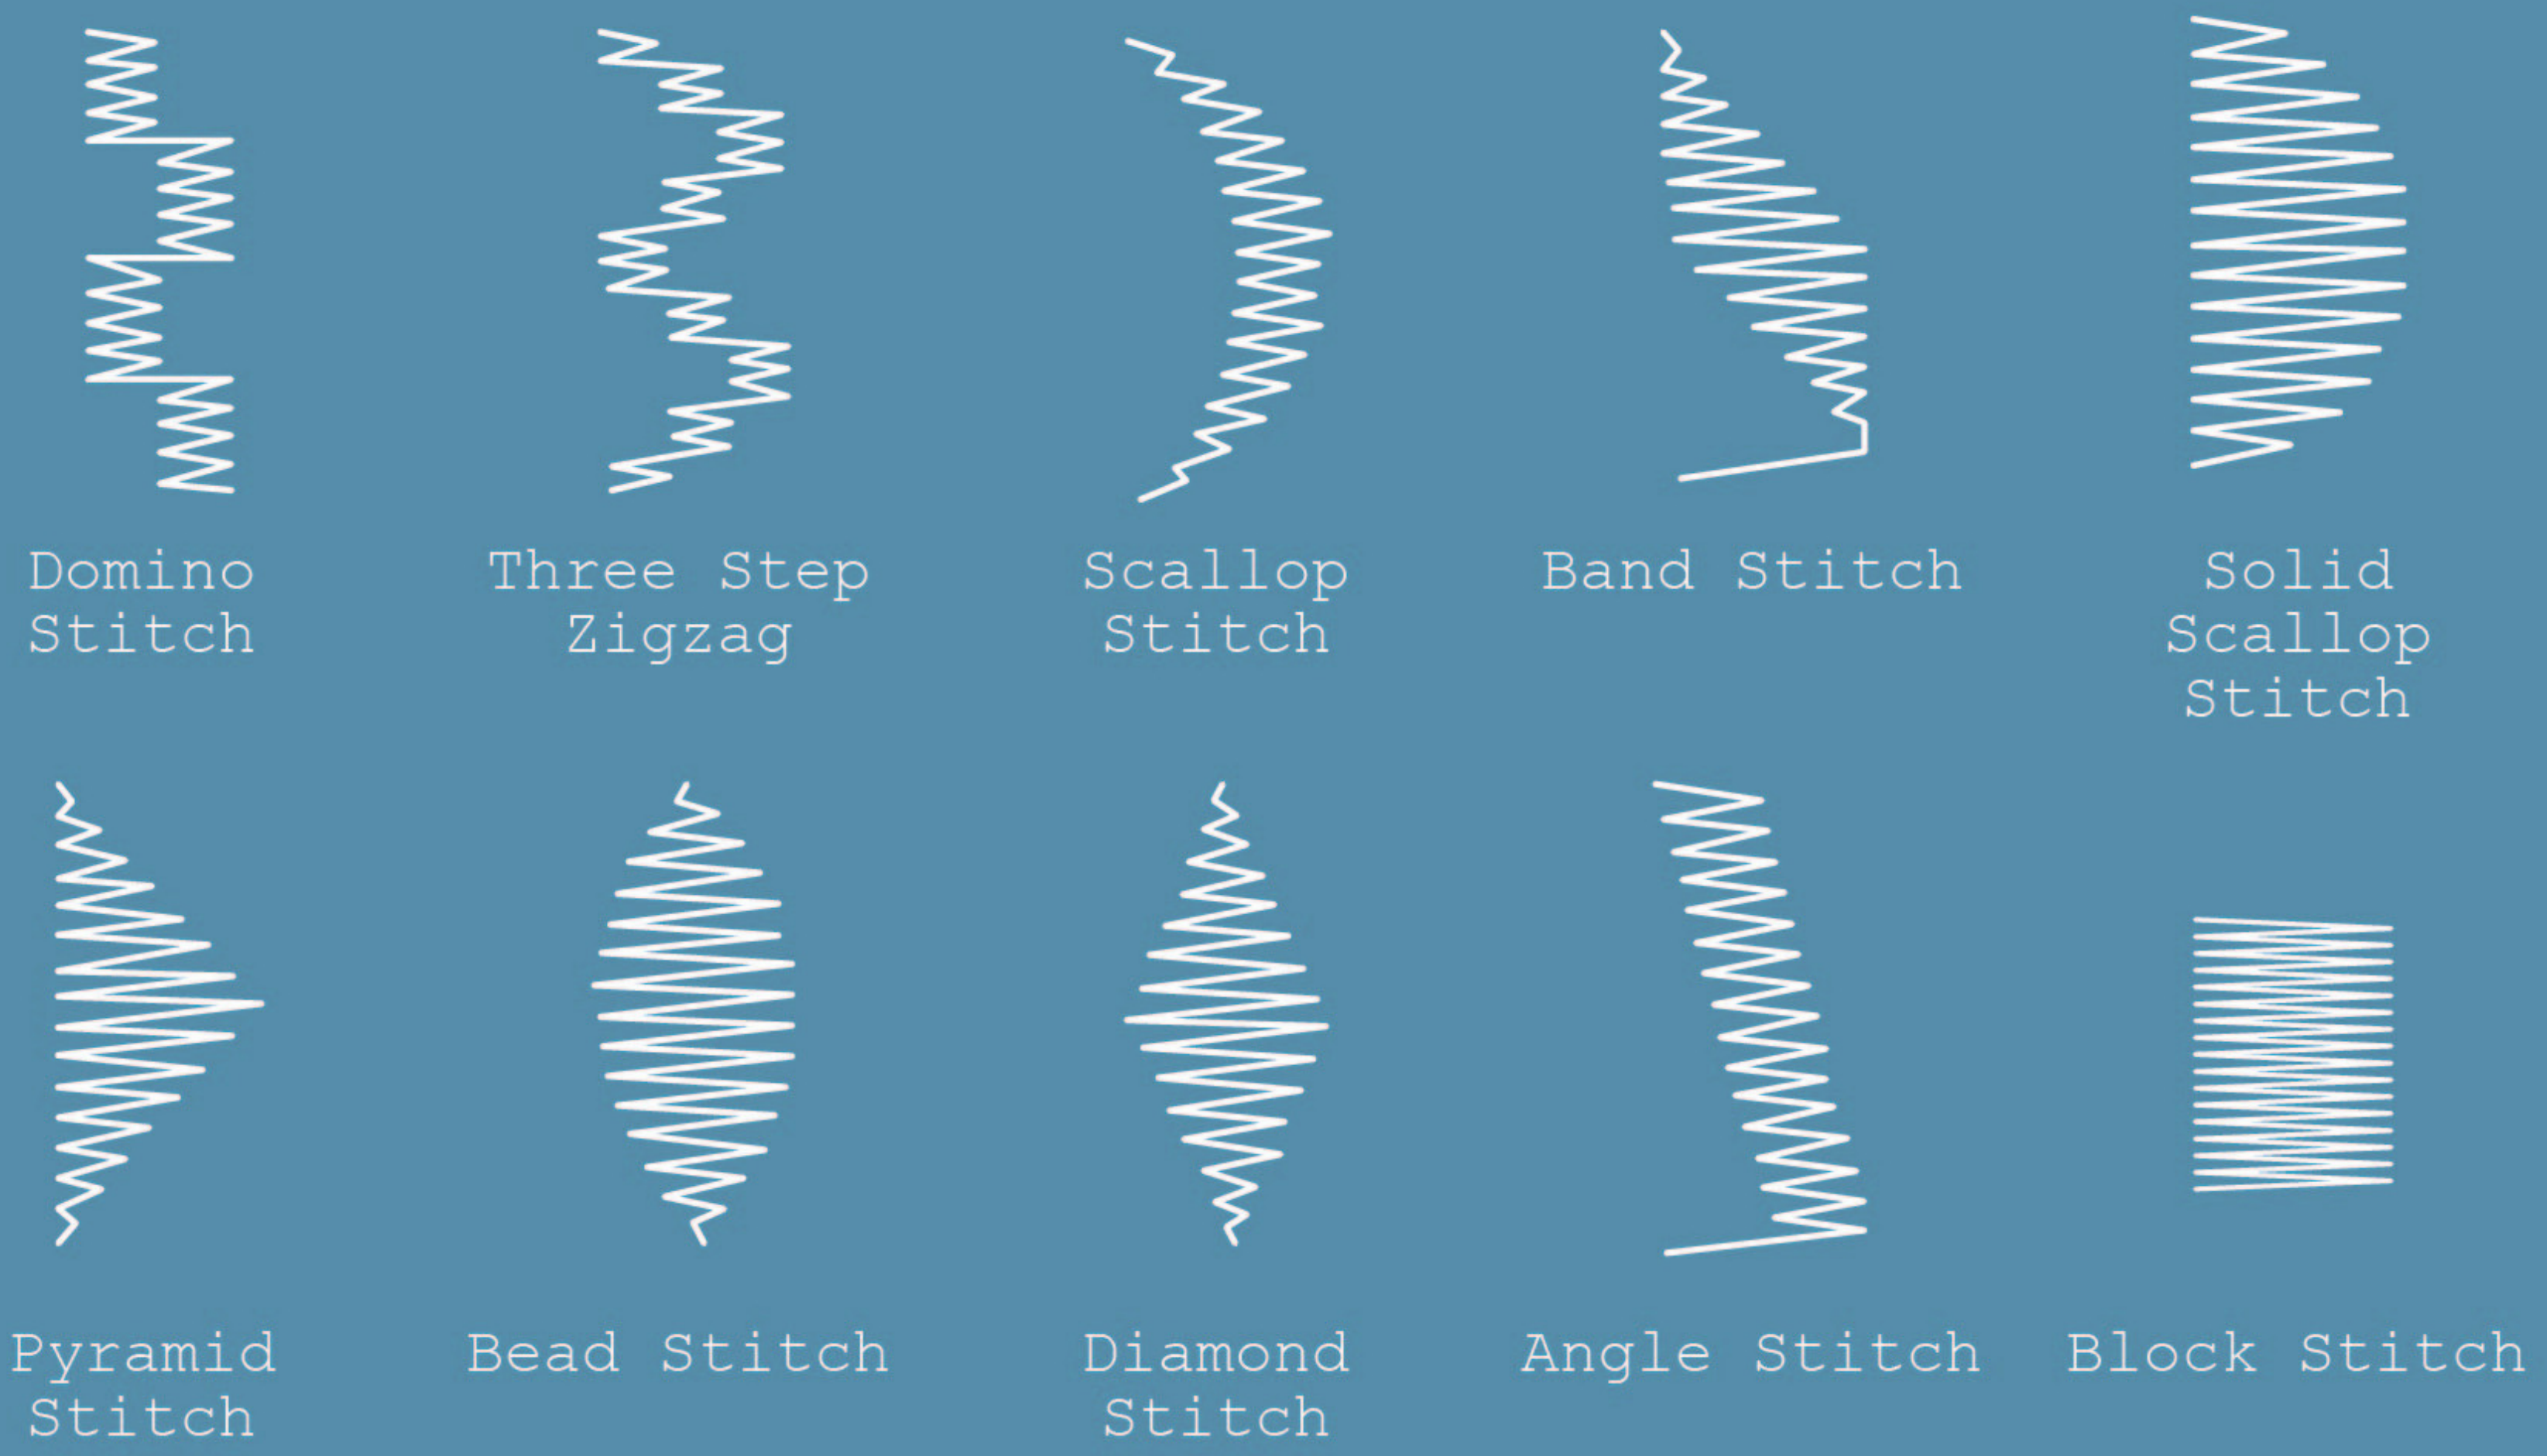 Domino
Stitch
Three Step
Zigzag
Scallop
Stitch
Band Stitch
Solid
Scallop
Stitch
Pyramid
Stitch
Bead Stitch
Diamond
Stitch
Angle Stitch
Block Stitch